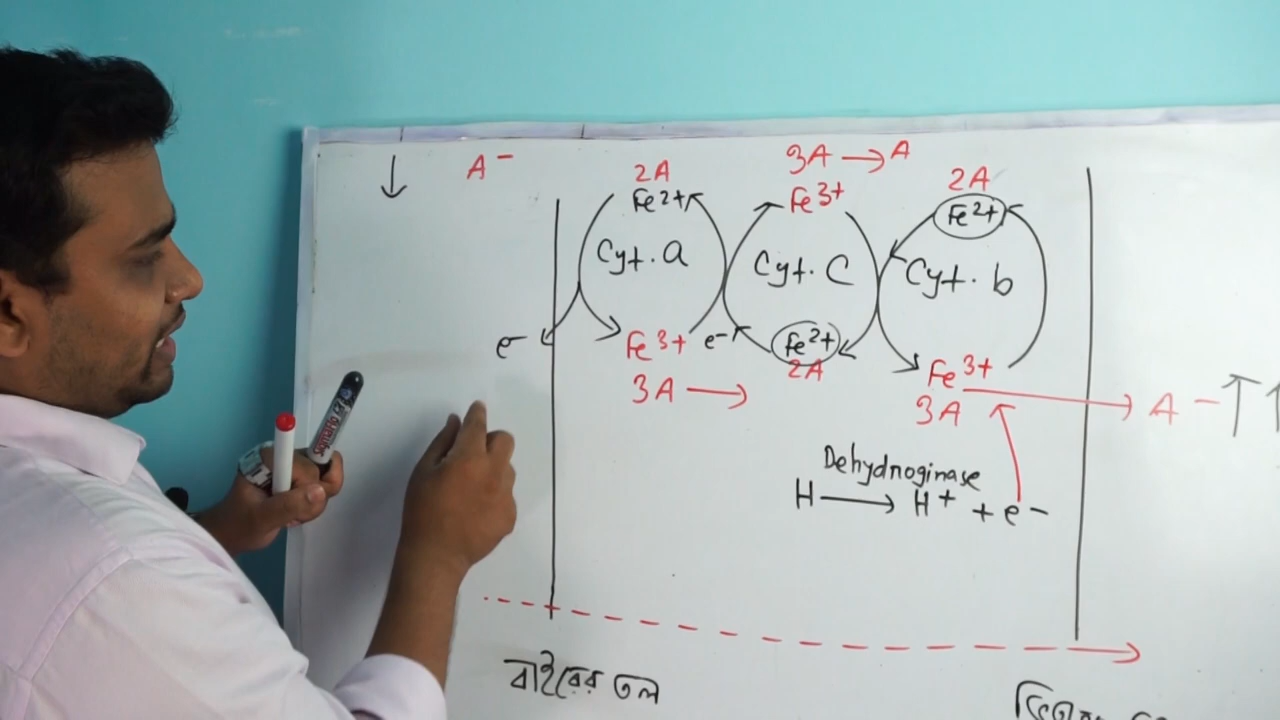 A⁻ 2A 3A → A 2A
Fe²⁺ Fe³⁺ Fe²⁺
Cyt. a Cyt. c Cyt. b
e⁻ Fe³⁺ e⁻ Fe²⁺ Fe³⁺
3A → 2A 3A → A⁻
Dehydnoginase
H → H⁺ + e⁻
বাইরের তল